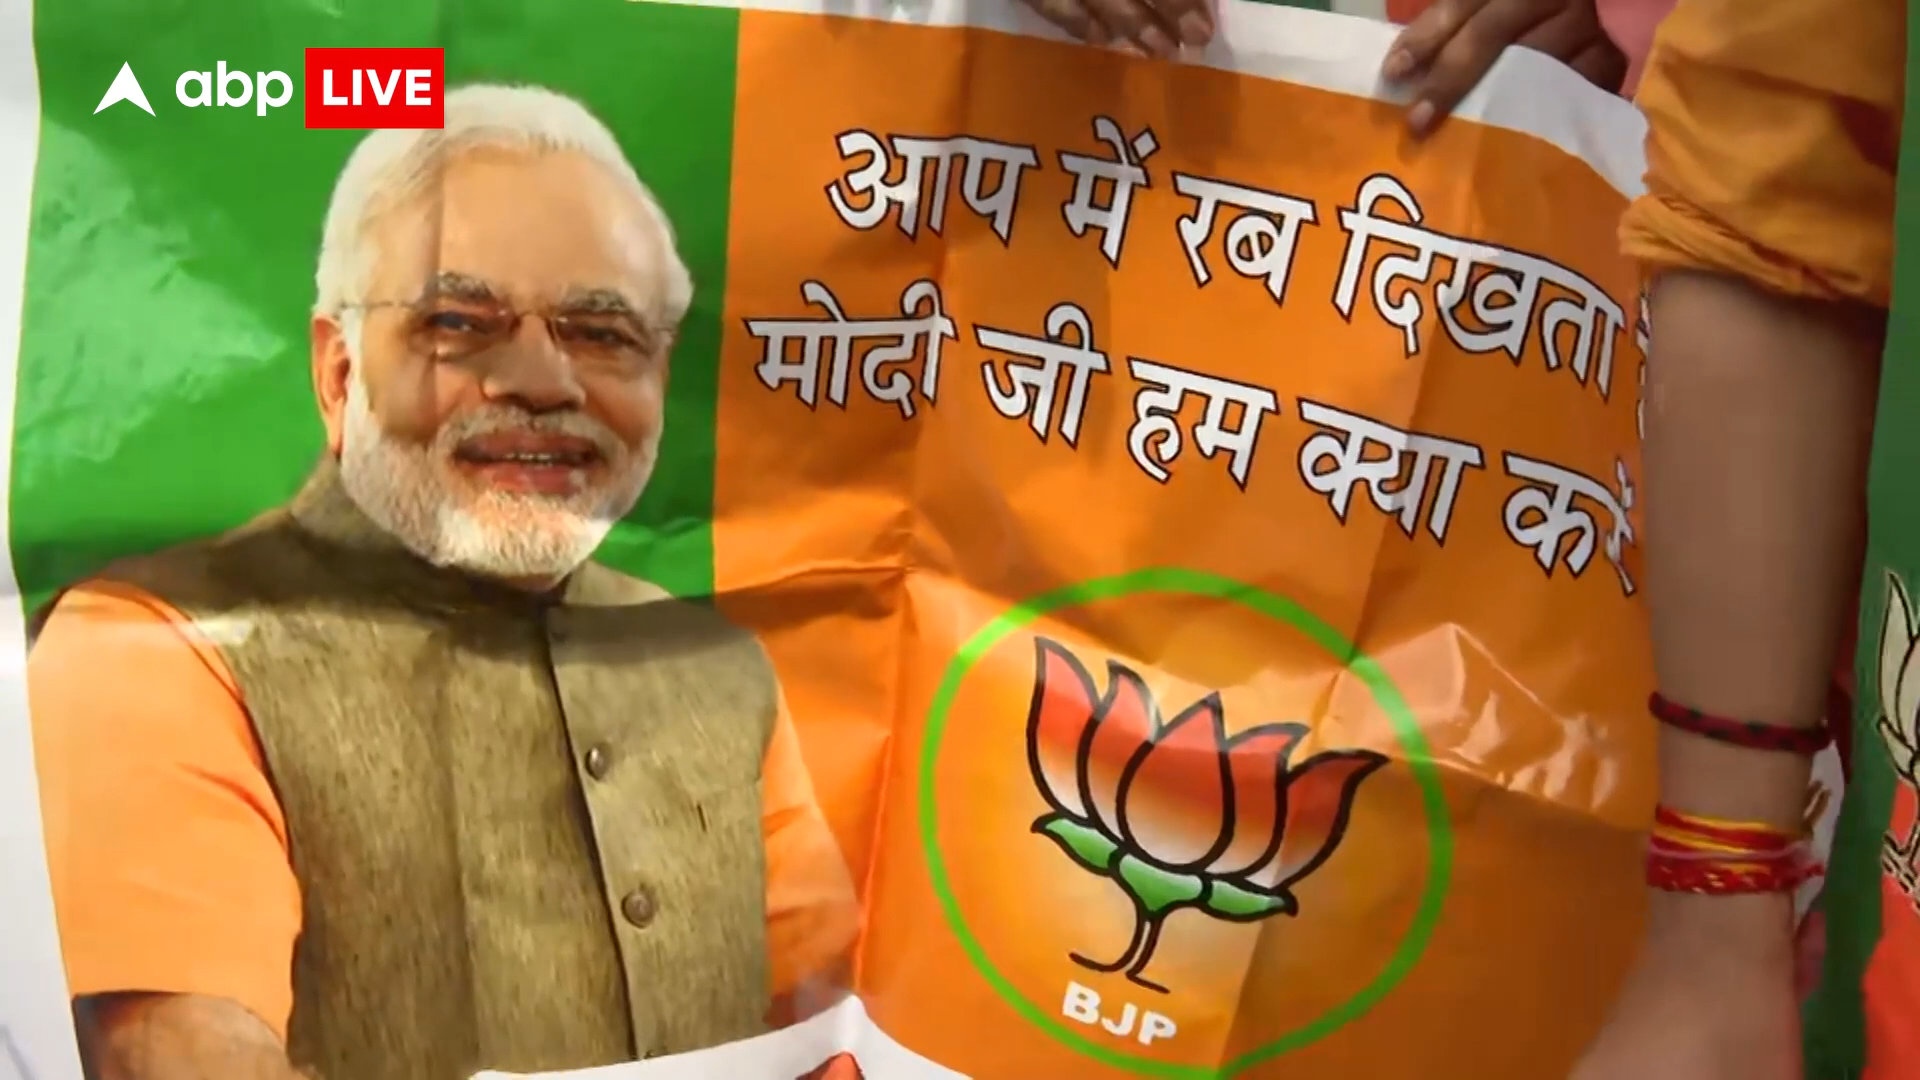 abp LIVE
आप में रब दिखता
मोदी जी हम क्या करें
BJP